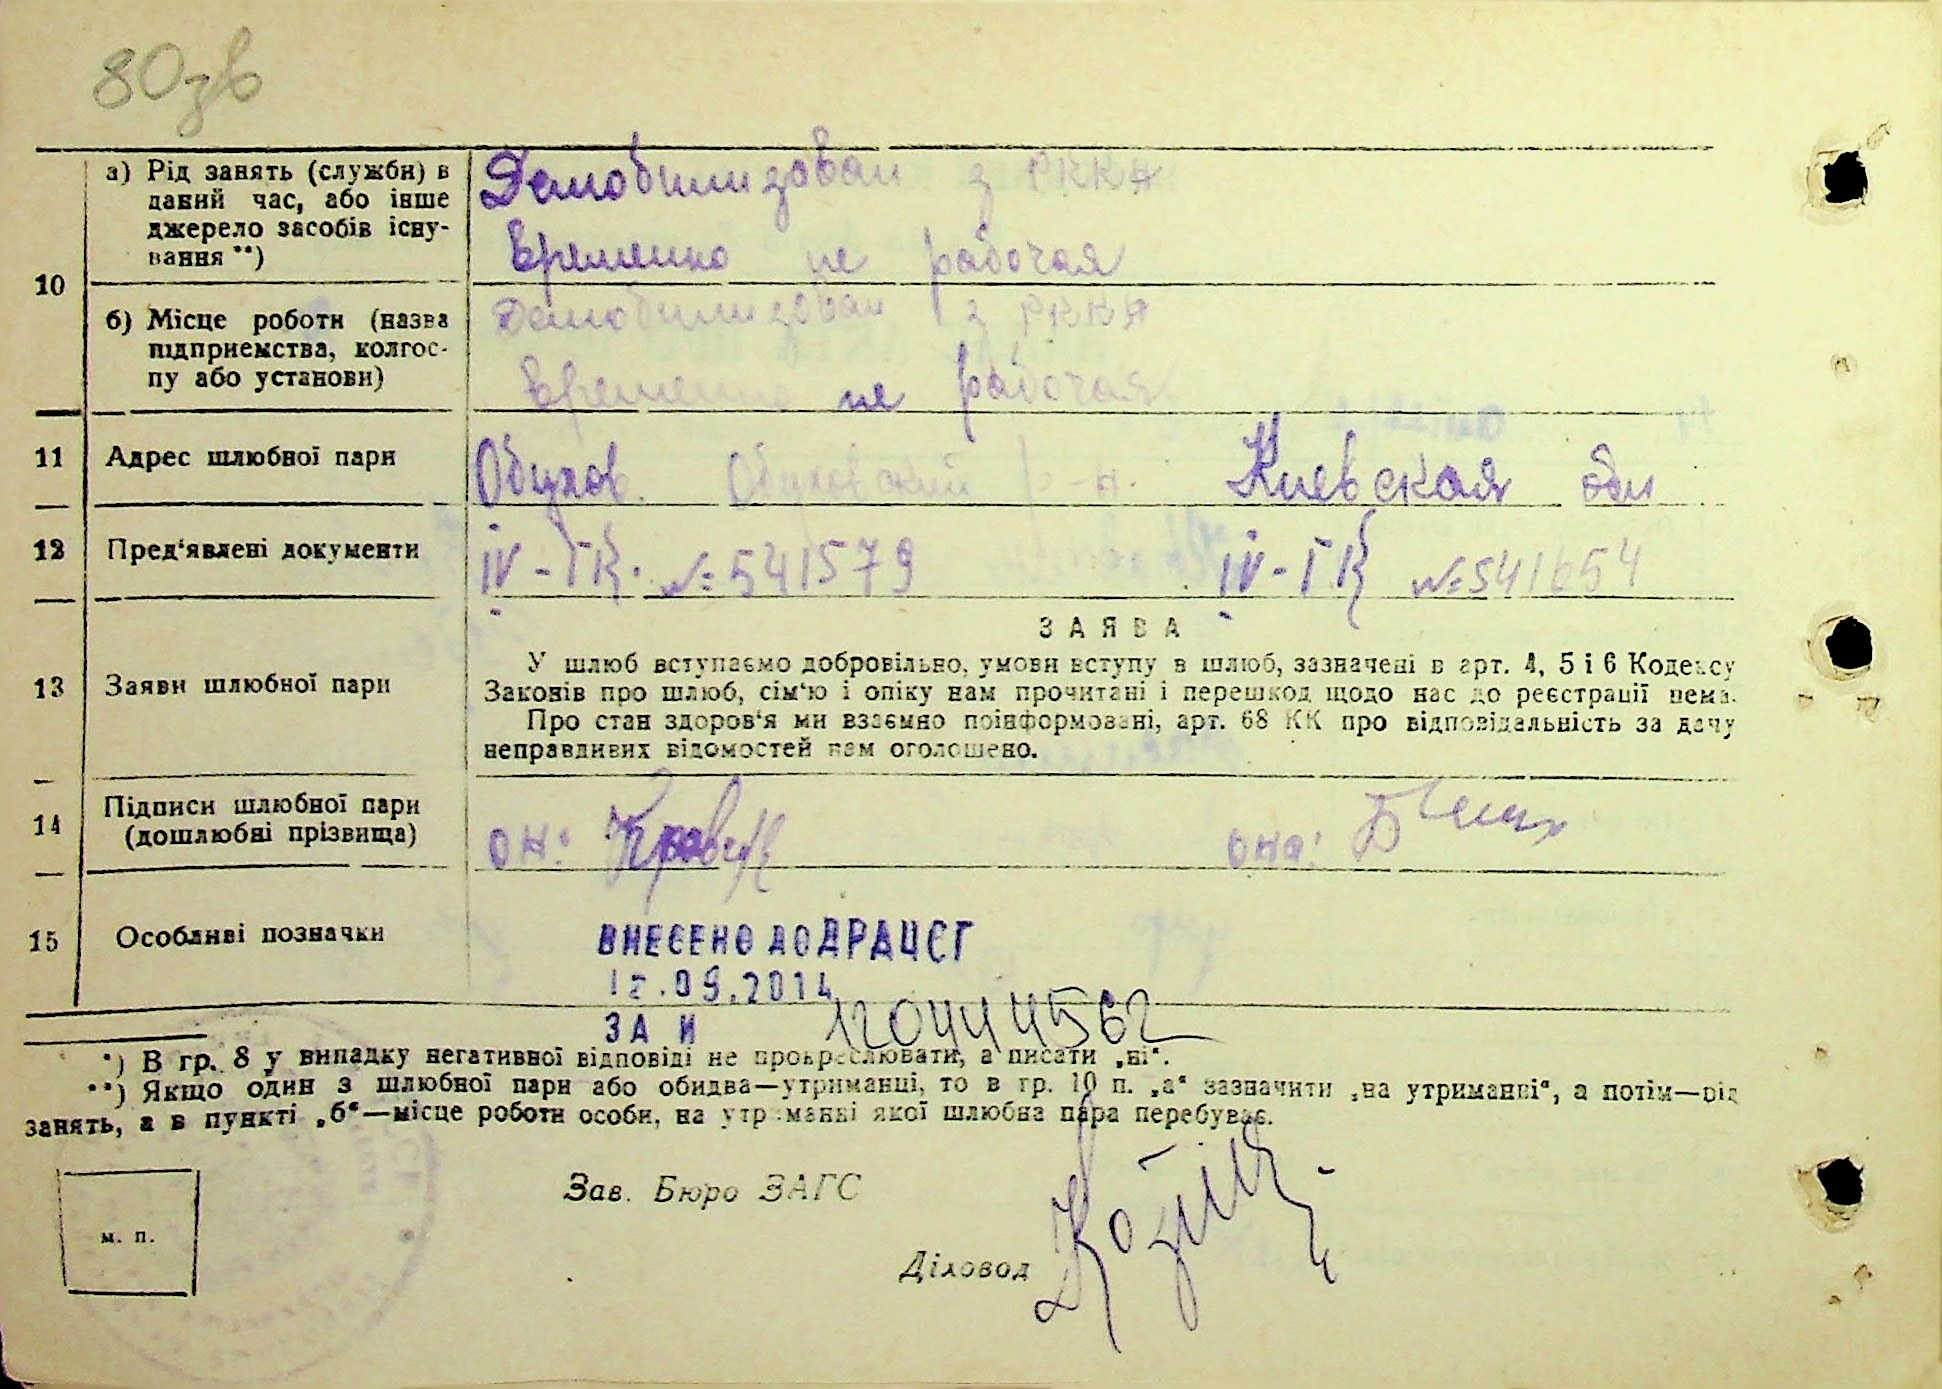 80зв
10
а) Рід занять (служби) в
даний час, або інше
джерело засобів існу-
вання **)
Демобилизован з РККА
Временно не рабочая
б) Місце роботи (назва
підприємства, колгос-
пу або установи)
Демобилизован з РККА
Временно не рабочая
11 Адрес шлюбної пари Обухов. Обуховский р-н. Киевская обл
12 Пред'явлені документи IV-ГК. №541579 IV-ГК №541654
ЗАЯВА
13 Заяви шлюбної пари
У шлюб вступаємо добровільно, умови вступу в шлюб, зазначені в арт. 4, 5 і 6 Кодексу
Законів про шлюб, сім'ю і опіку нам прочитані і перешкод щодо нас до реєстрації нема.
Про стан здоров'я ми взаємно поінформовані, арт. 68 КК про відповідальність за дачу
неправдивих відомостей нам оголошено.
14 Підписи шлюбної пари
(дошлюбні прізвища)
он: она:
15 Особливі позначки
ВНЕСЕНО ДО ДРАЦСГ
.09.2014
ЗА И 1204444562
*) В гр. 8 у випадку негативної відповіді не прокреслювати, а писати „ні“.
**) Якщо один з шлюбної пари або обидва—утриманці, то в гр. 10 п. „а“ зазначити „на утриманні“, а потім—від
занять, а в пункті „б“—місце роботи особи, на утриманні якої шлюбна пара перебуває.
м. п.
Зав. Бюро ЗАГС
Діловод